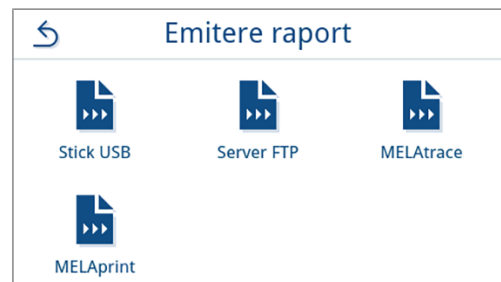 Emitere raport
Stick USB
Server FTP
MELAtrace
MELAprint